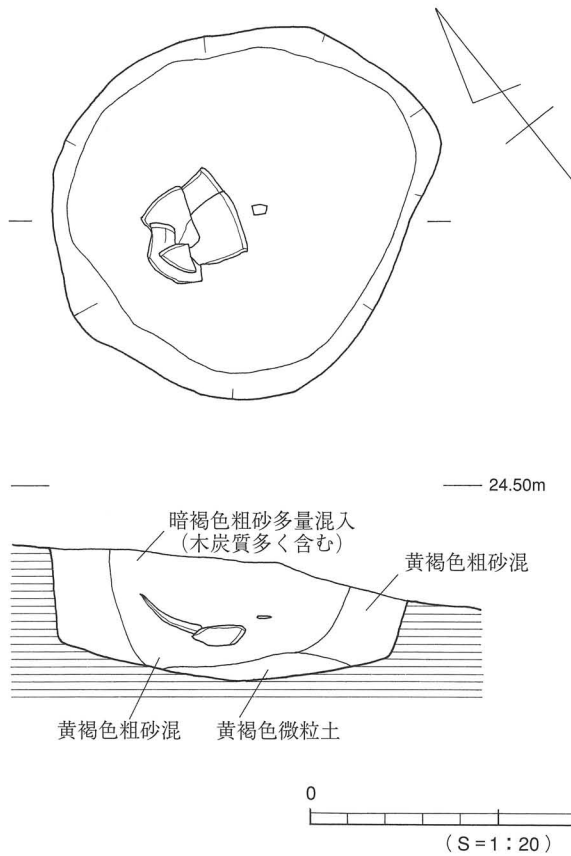 24.50m
暗褐色粗砂多量混入
(木炭質多く含む)
黄褐色粗砂混
黄褐色粗砂混
黄褐色微粒土
0
(S=1:20)